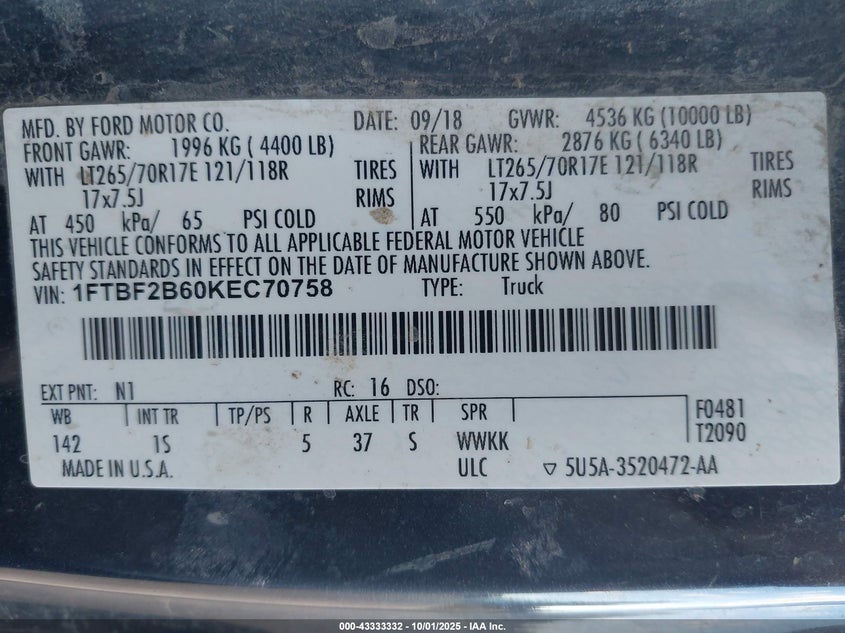 MFD. BY FORD MOTOR CO. DATE: 09/18 GVWR: 4536 KG (10000 LB)
FRONT GAWR: 1996 KG ( 4400 LB) REAR GAWR: 2876 KG ( 6340 LB)
WITH LT265/70R17E 121/118R TIRES WITH LT265/70R17E 121/118R TIRES
17x7.5J RIMS 17x7.5J RIMS
AT 450 kPa/ 65 PSI COLD AT 550 kPa/ 80 PSI COLD
THIS VEHICLE CONFORMS TO ALL APPLICABLE FEDERAL MOTOR VEHICLE
SAFETY STANDARDS IN EFFECT ON THE DATE OF MANUFACTURE SHOWN ABOVE.
VIN: 1FTBF2B60KEC70758 TYPE: Truck
EXT PNT: N1 RC: 16 DSO:
WB INT TR TP/PS R AXLE TR SPR F0481
142 1S 5 37 S WWKK T2090
MADE IN U.S.A. ULC ▽ 5U5A-3520472-AA
000-43333332 - 10/01/2025 - IAA Inc.